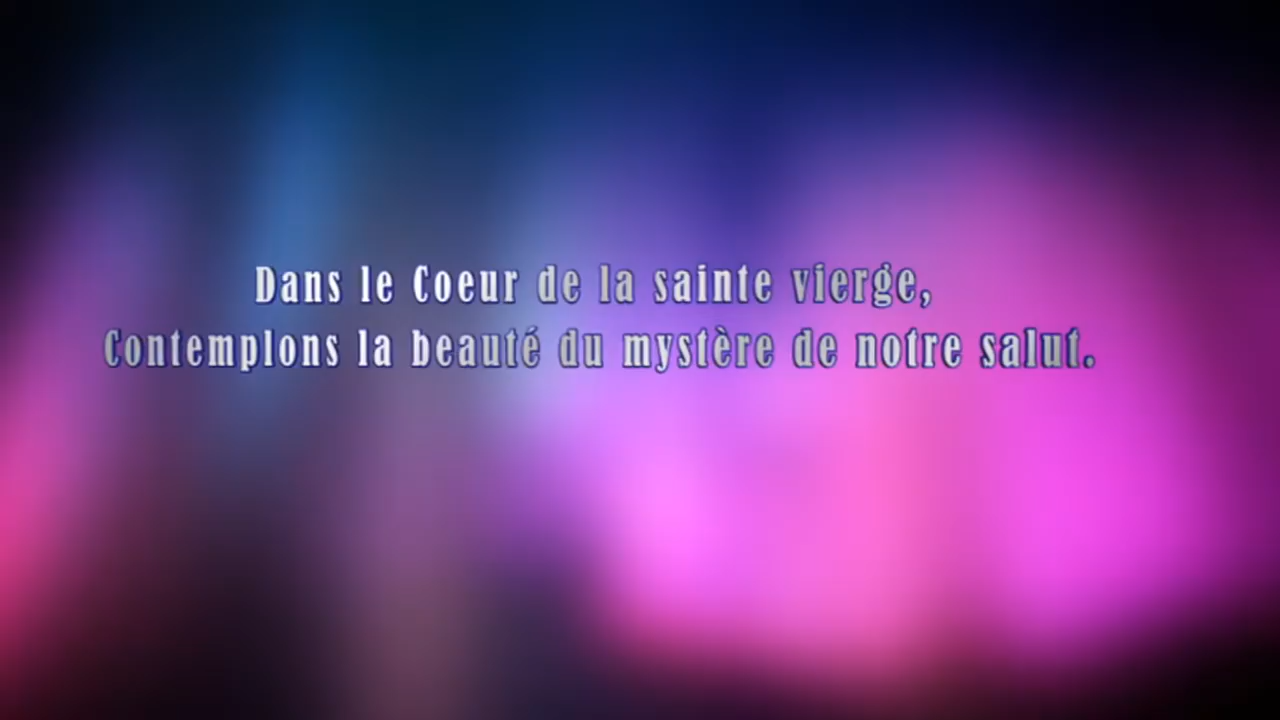 Dans le Coeur de la sainte vierge,
Contemplons la beauté du mystère de notre salut.